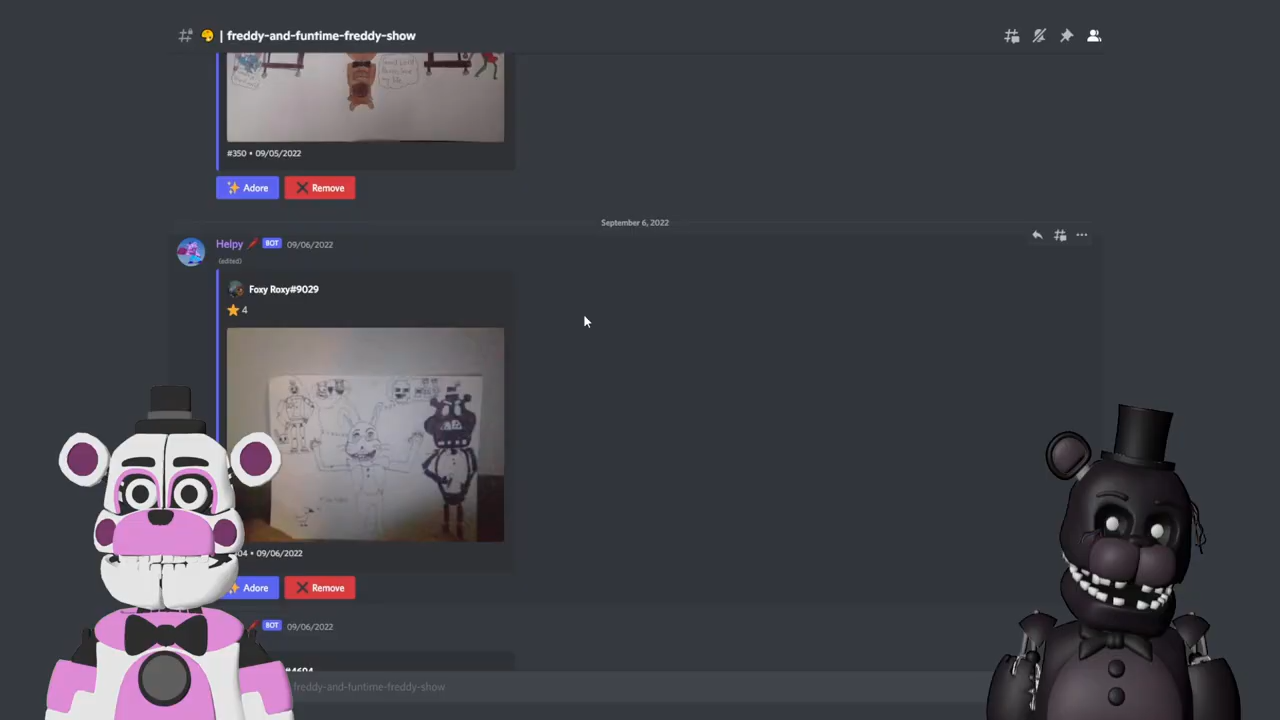 | freddy-and-funtime-freddy-show
#350 • 09/05/2022
Adore
Remove
September 6, 2022
Helpy
BOT
09/06/2022
(edited)
Foxy Roxy#9029
4
04 • 09/06/2022
Adore
Remove
BOT
09/06/2022
#4604
freddy-and-funtime-freddy-show